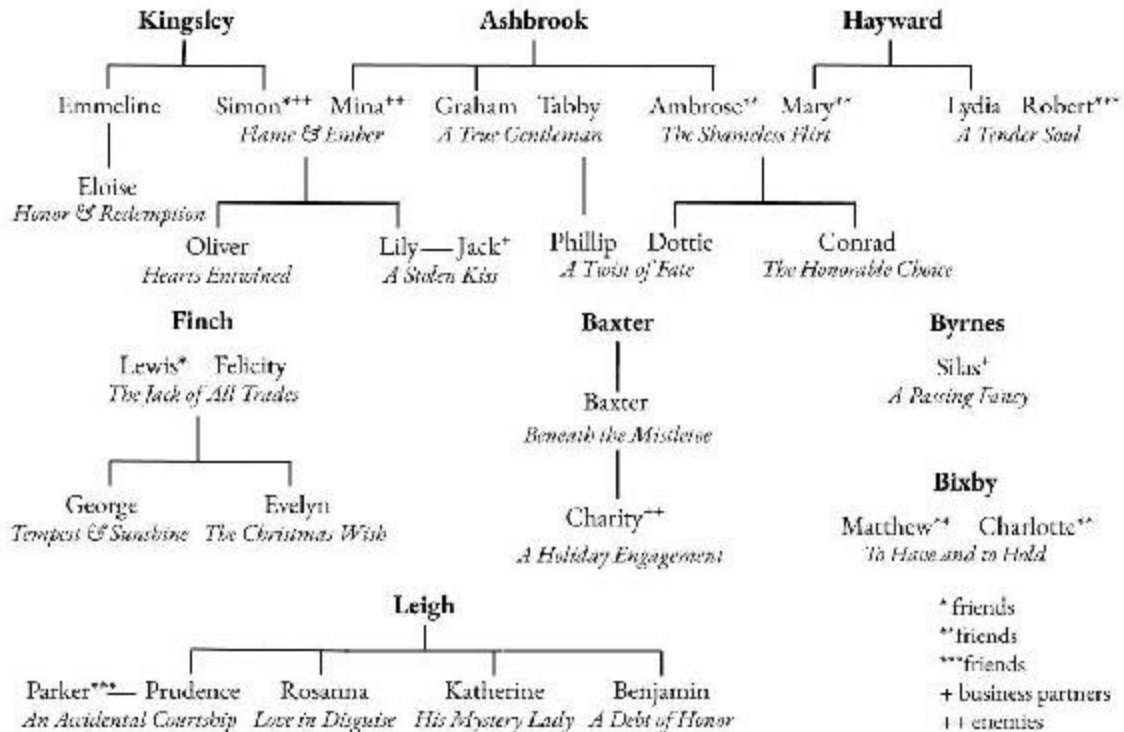 Kingsley Ashbrook Hayward
Emmeline Simon*++ Mina++ Graham Tabby Ambrose** Mary** Lydia Robert***
Flame & Ember A True Gentleman The Shameless Flirt A Tender Soul
Eloise
Honor & Redemption
Oliver Lily Jack+ Phillip Dottie Conrad
Hearts Entwined A Stolen Kiss A Twist of Fate The Honorable Choice
Finch Baxter Byrnes
Lewis* Felicity Silas+
The Jack of All Trades A Passing Fancy
Baxter
Beneath the Mistletoe
George Evelyn Bixby
Tempest & Sunshine The Christmas Wish
Charity++ Matthew** Charlotte**
A Holiday Engagement To Have and to Hold
Leigh
* friends
**friends
***friends
Parker*** Prudence Rosanna Katherine Benjamin + business partners
An Accidental Courtship Love in Disguise His Mystery Lady A Debt of Honor ++ enemies